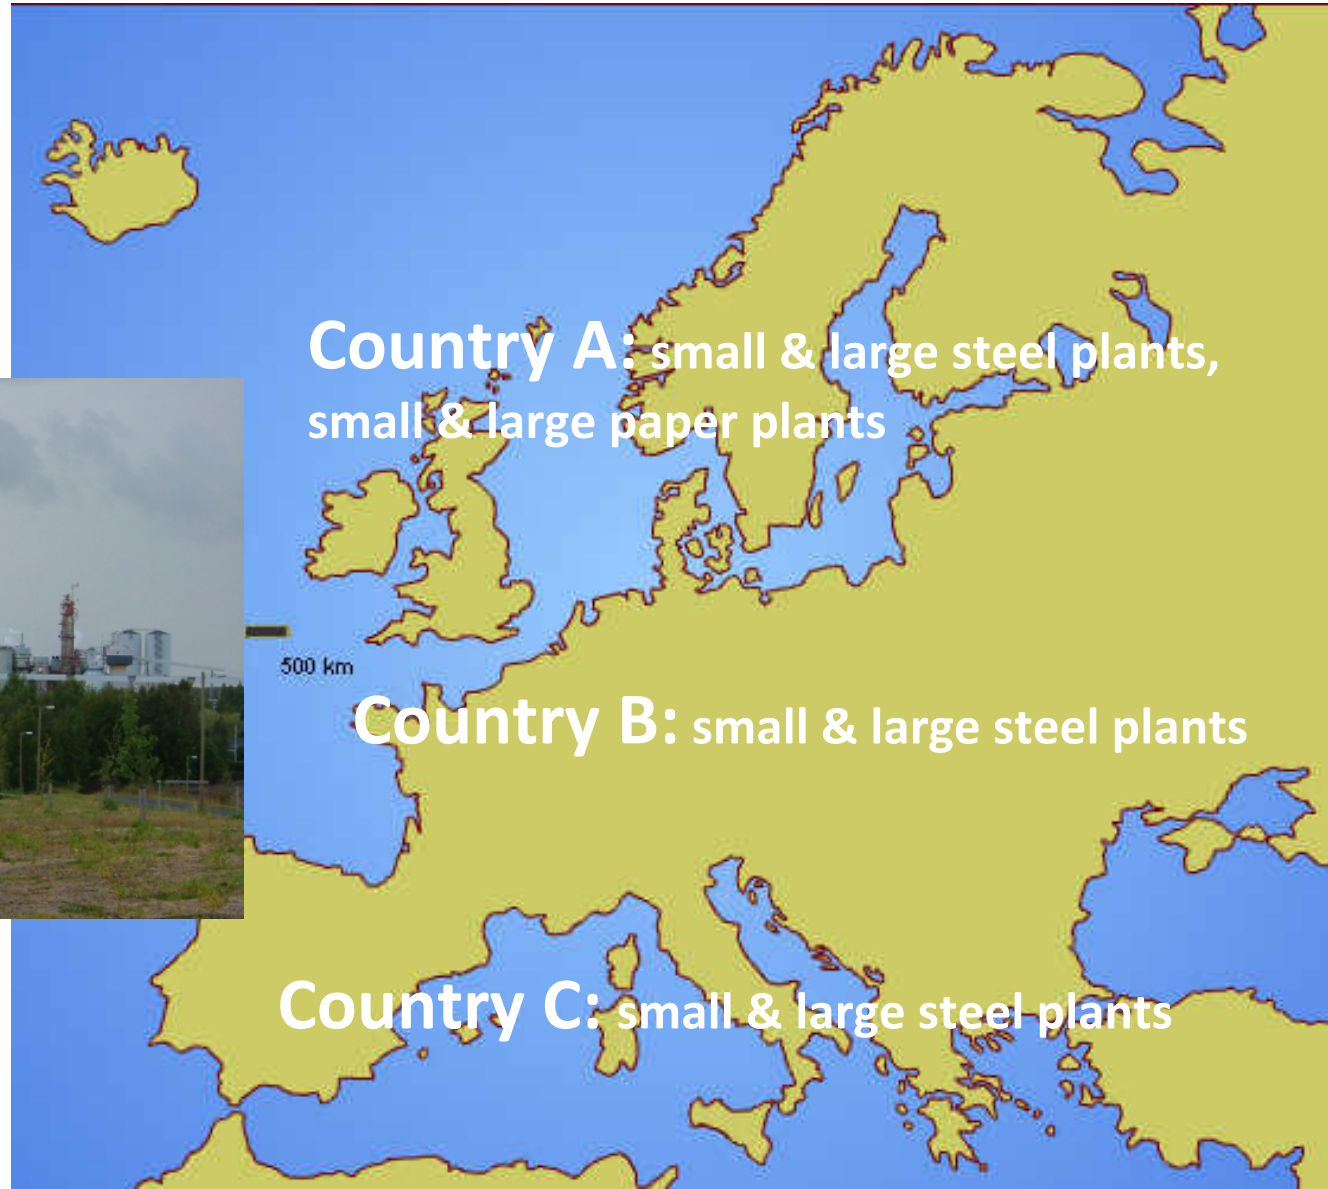 Country A: small & large steel plants,
small & large paper plants
500 km
Country B: small & large steel plants
Country C: small & large steel plants